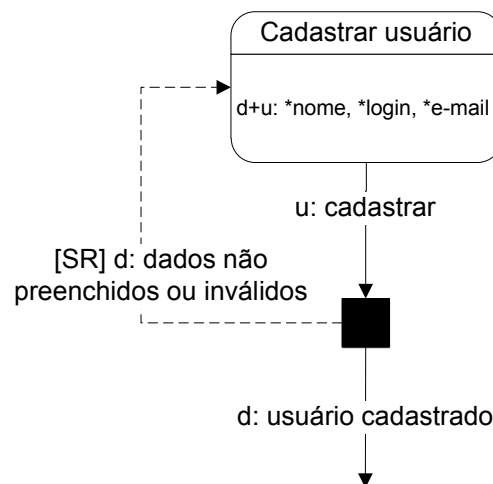 Cadastrar usuário
d+u: *nome, *login, *e-mail
u: cadastrar
[SR] d: dados não
preenchidos ou inválidos
d: usuário cadastrado